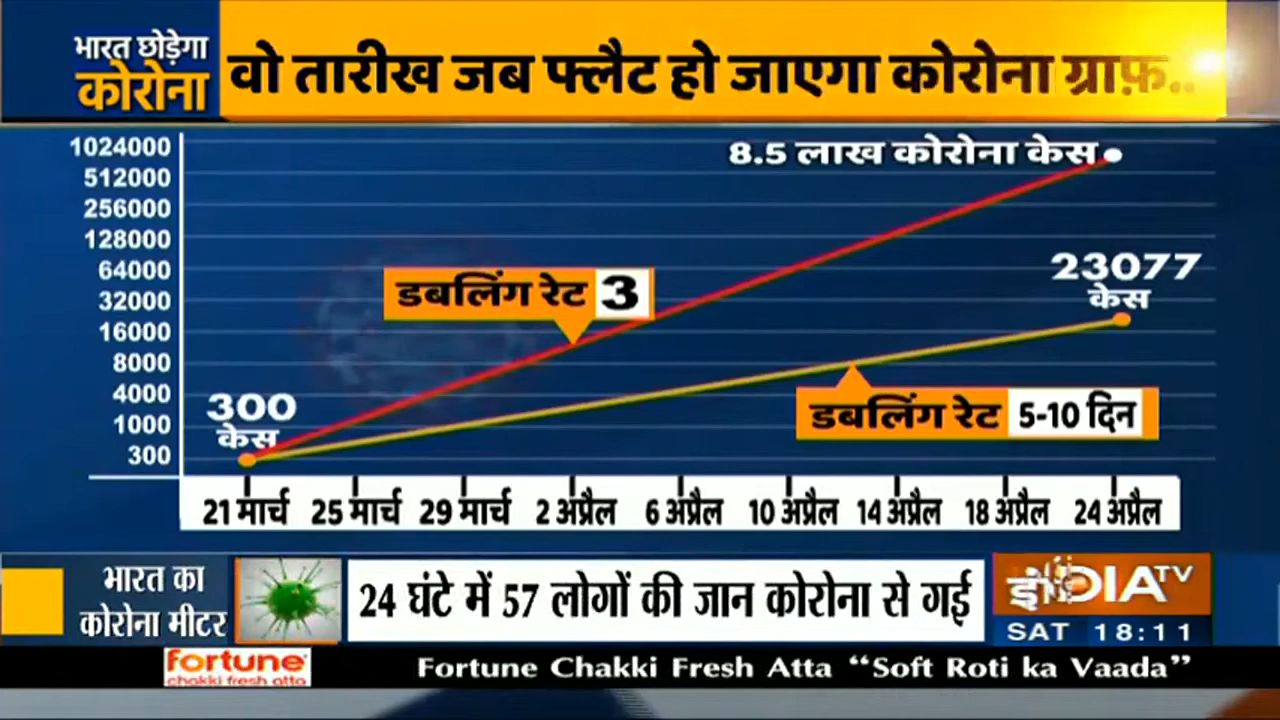 भारत छोड़ेगा
कोरोना
वो तारीख जब फ्लैट हो जाएगा कोरोना ग्राफ़..
1024000
512000
256000
128000
64000
32000
16000
8000
4000
1000
300
8.5 लाख कोरोना केस
23077
केस
डबलिंग रेट 3
डबलिंग रेट 5-10 दिन
300
केस
21 मार्च 25 मार्च 29 मार्च 2 अप्रैल 6 अप्रैल 10 अप्रैल 14 अप्रैल 18 अप्रैल 24 अप्रैल
भारत का
कोरोना मीटर
24 घंटे में 57 लोगों की जान कोरोना से गई
INDIA TV
SAT 18:11
fortune
chakki fresh atta
Fortune Chakki Fresh Atta “Soft Roti ka Vaada”